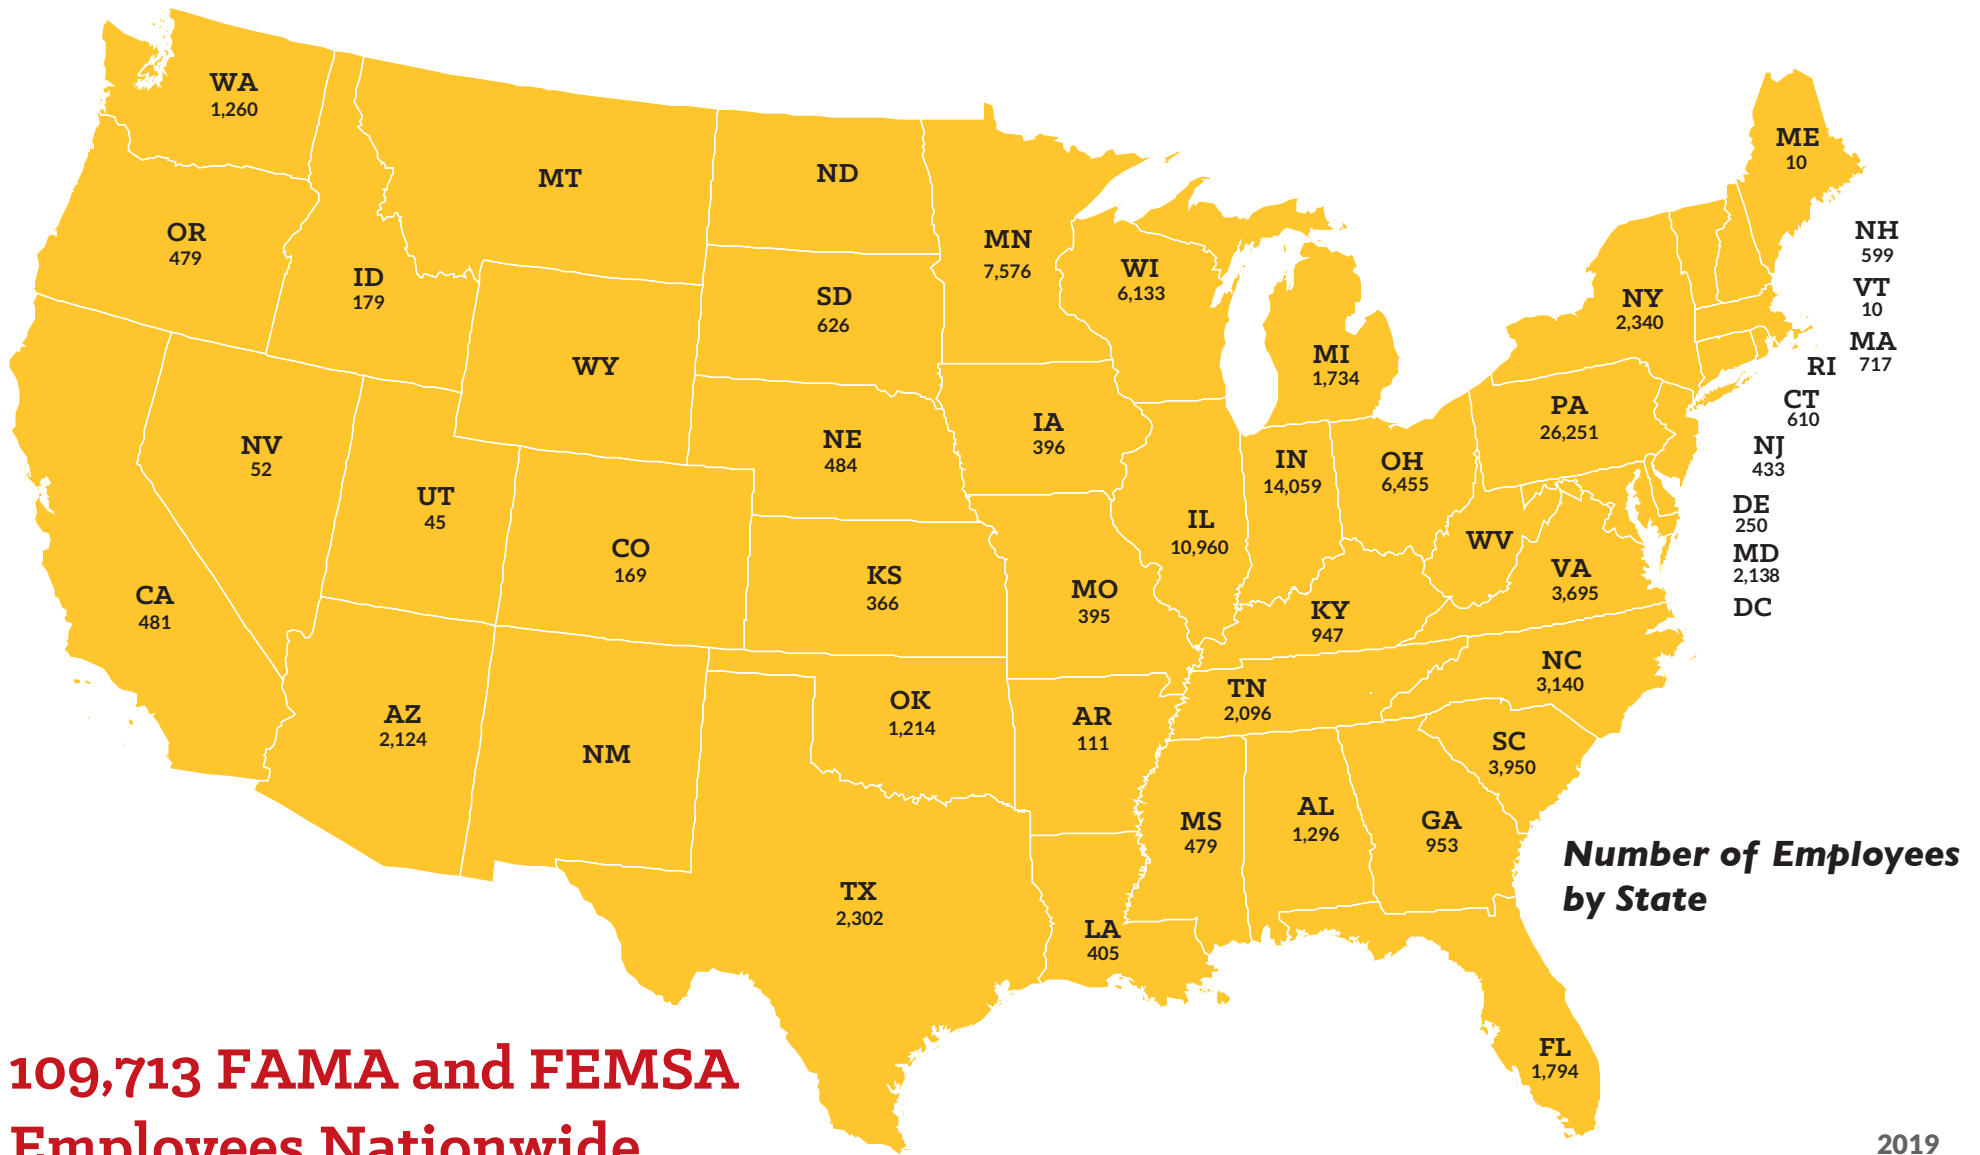 WA
1,260
OR
479
ID
179
MT
ND
MN
7,576
WI
6,133
ME
10
NH
599
VT
10
MA
717
RI
CT
610
NJ
433
DE
250
MD
2,138
DC
NY
2,340
MI
1,734
PA
26,251
SD
626
WY
IA
396
NE
484
NV
52
UT
45
CO
169
CA
481
KS
366
MO
395
IL
10,960
IN
14,059
OH
6,455
WV
VA
3,695
KY
947
NC
3,140
TN
2,096
SC
3,950
AZ
2,124
NM
OK
1,214
AR
111
MS
479
AL
1,296
GA
953
TX
2,302
LA
405
FL
1,794
Number of Employees
by State
109,713 FAMA and FEMSA
Employees Nationwide
2019